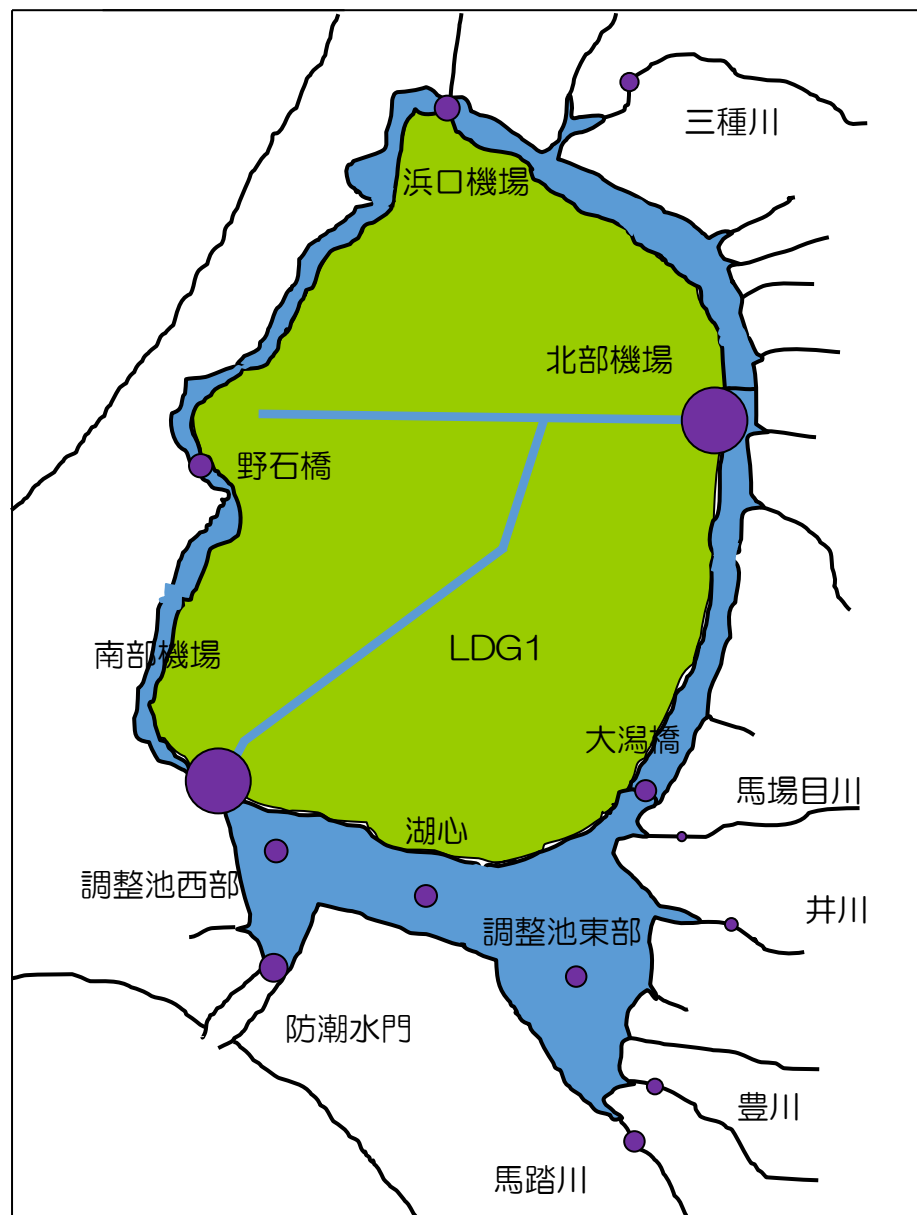 三種川
浜口機場
北部機場
野石橋
南部機場
LDG1
大潟橋
馬場目川
湖心
調整池西部
井川
調整池東部
防潮水門
豊川
馬踏川